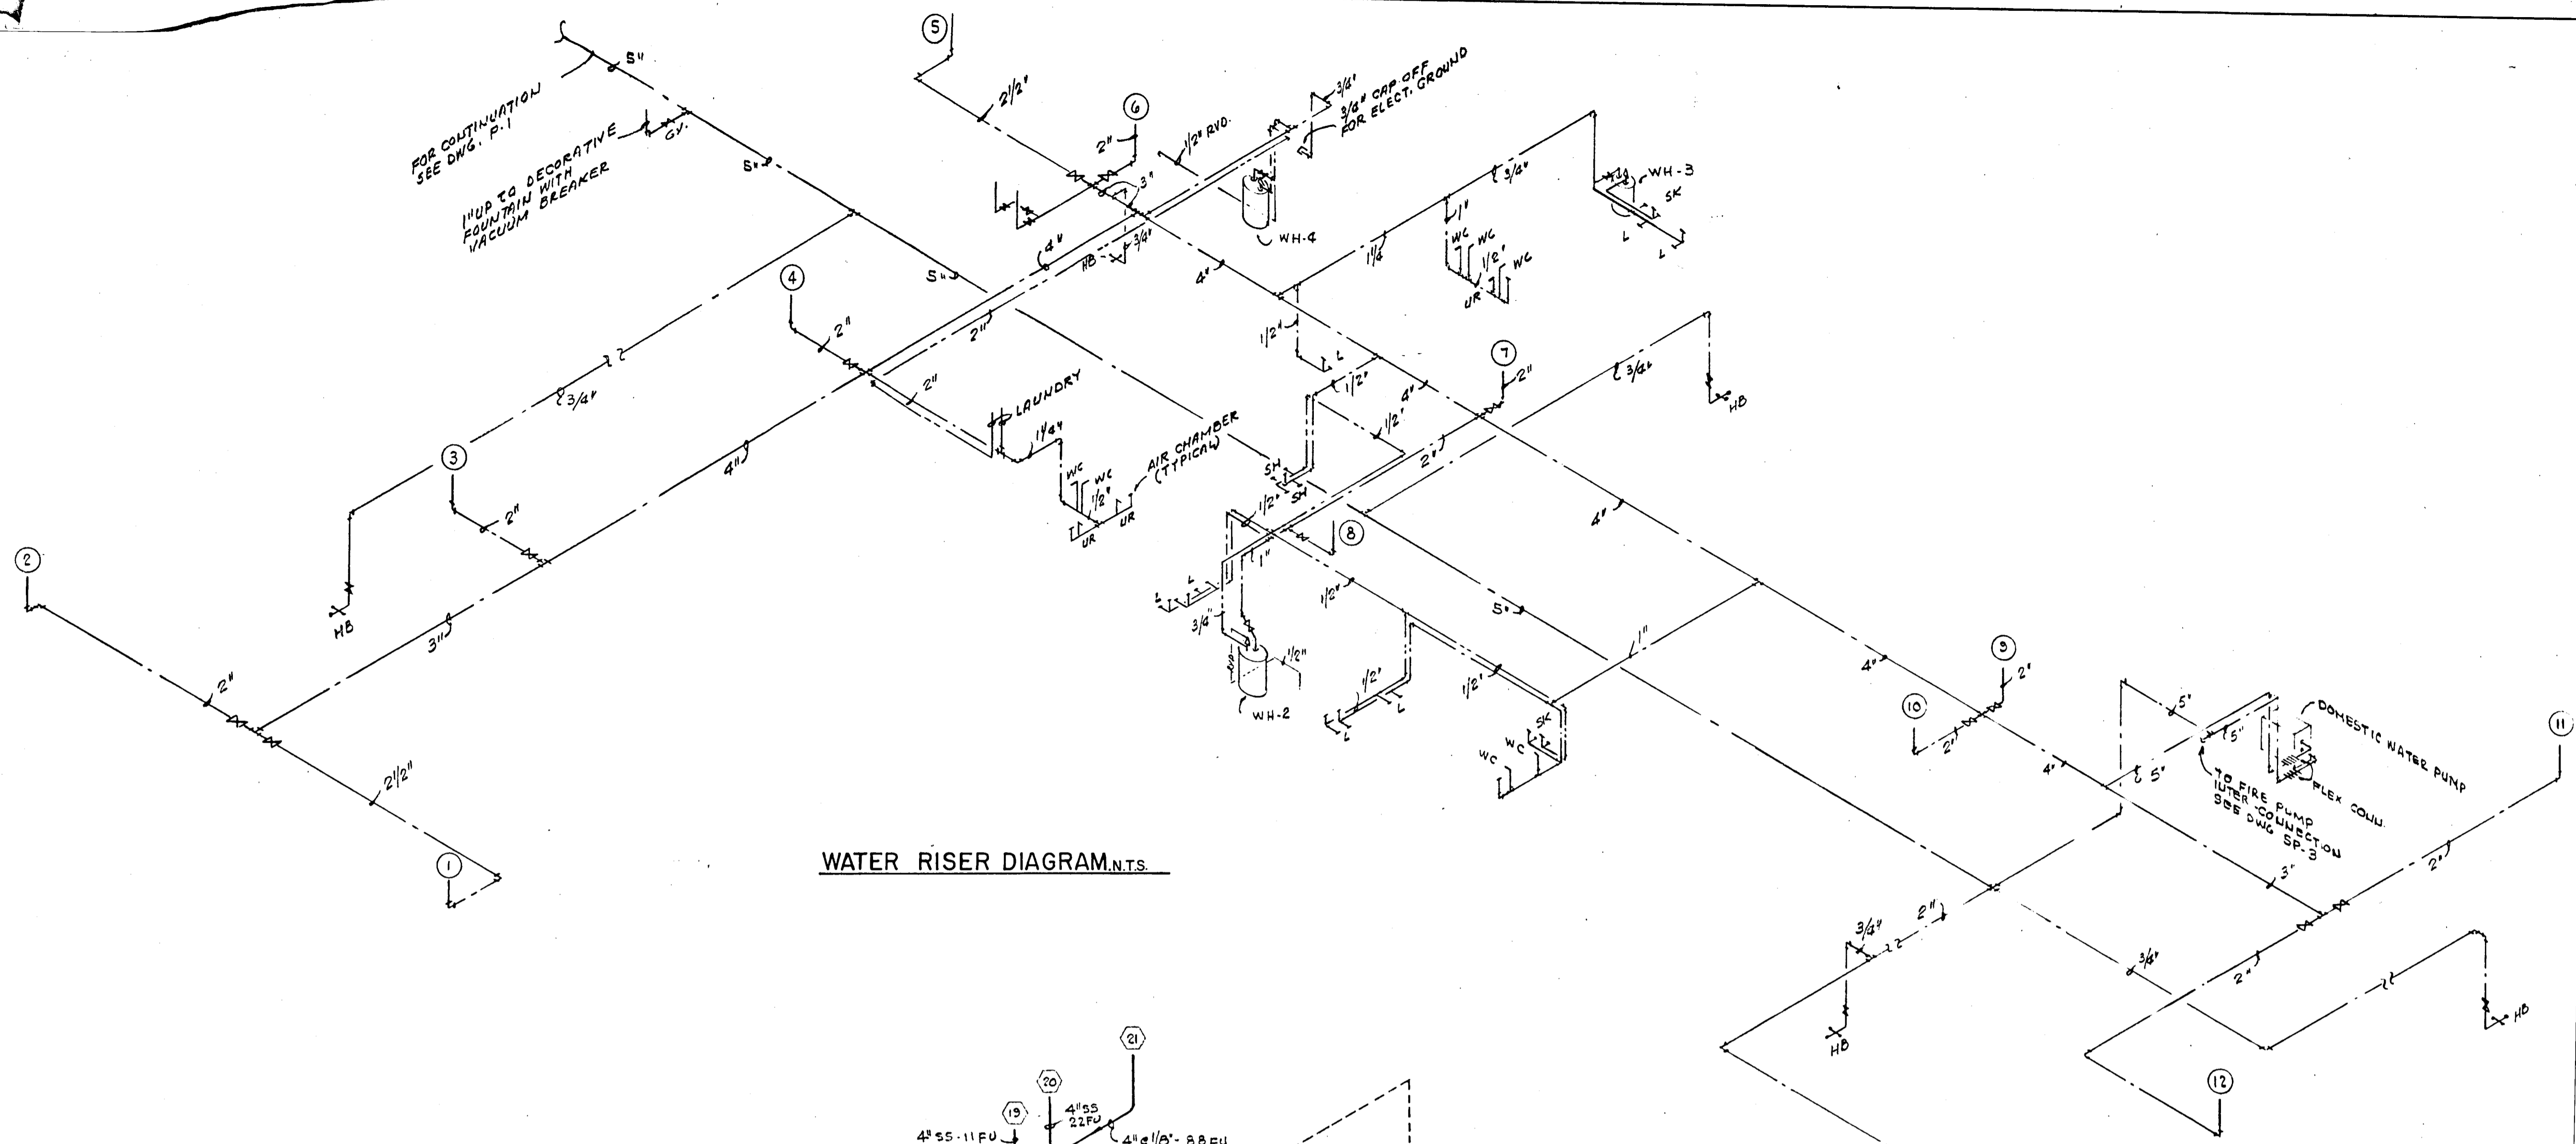 5"
FOR CONTINUATION
SEE DWG. P-1
1" UP TO DECORATIVE
FOUNTAIN WITH
VACUUM BREAKER
GV.
5"
5"
5
2 1/2"
6
2"
1/2" RVD.
3/4"
3/4" CAP OFF
FOR ELECT. GROUND
3"
WH-4
4"
3/4"
HB
4"
3/4"
1 1/4
1"
WC
WC
1/2"
WC
UR
WH-3
SK
L
L
4
2"
2"
2"
LAUNDRY
1 1/4"
WC
WC
1/2"
UR
UR
AIR CHAMBER
(TYPICAL)
1/2"
L
1/2"
4"
1/2"
7
2"
2"
3/4"
HB
SH
SH
3/4"
3
2"
4"
HB
3"
2
2"
2 1/2"
1
1/2"
8
1"
L
L
3/4"
1/2"
WH-2
1/2"
1/2"
L
L
1/2"
SK
WC
WC
5"
1"
4"
4"
9
2"
10
2"
4"
5"
5"
5"
DOMESTIC WATER PUMP
FLEX CONN.
TO FIRE PUMP
INTER-CONNECTION
SEE DWG SP-3
11
2"
3"
2"
12
3/4"
HB
2"
3/4"
HB
WATER RISER DIAGRAM. N.T.S.
21
20
19
4"SS
22FU
4"SS-11FU
4"@1/8"-88FU